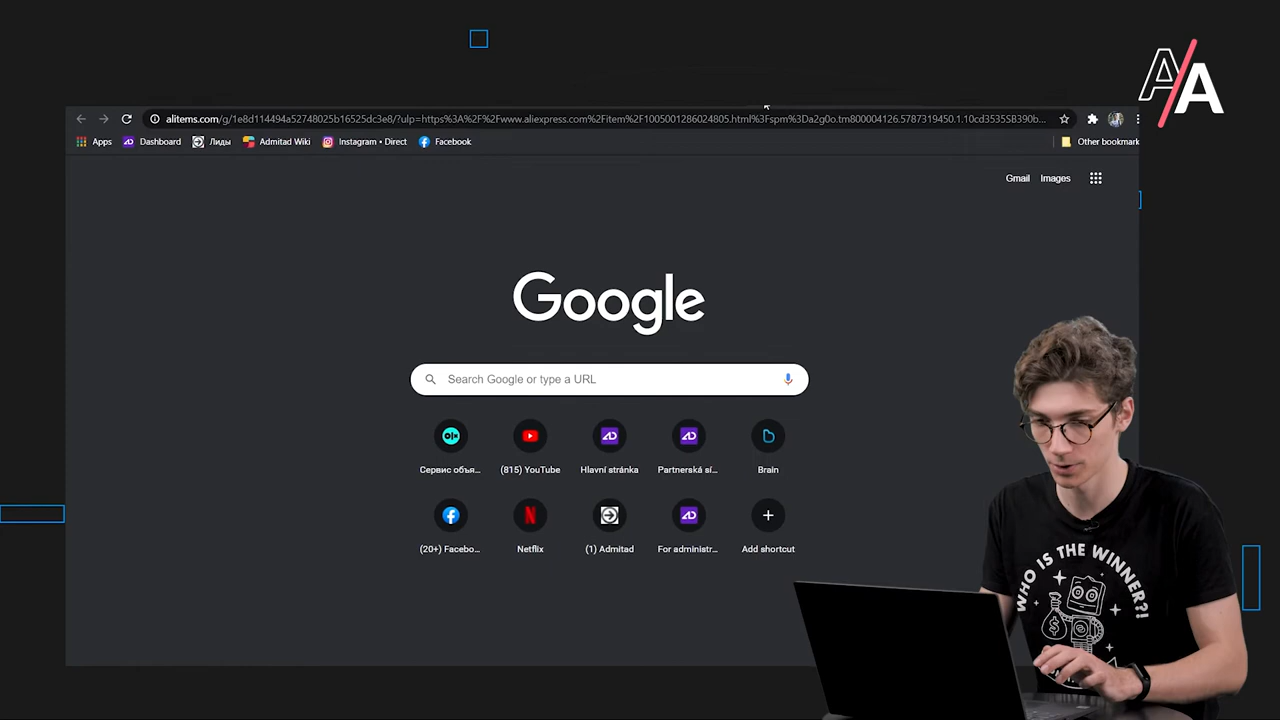 A/A
alitems.com/g/1e8d114494a52748025b16525dc3e8/?ulp=https%3A%2F%2Fwww.aliexpress.com%2Fitem%2F1005001286024805.html%3Fspm%3Da2g0o.tm800004126.5787319450.1.10cd3535SB390b...
Apps Dashboard Лиды Admitad Wiki Instagram • Direct Facebook Other bookmark
Gmail Images
Google
Search Google or type a URL
Сервис объя... (815) YouTube Hlavní stránka Partnerská sí... Brain
(20+) Facebo... Netflix (1) Admitad For administr... Add shortcut
WHO IS THE WINNER?!